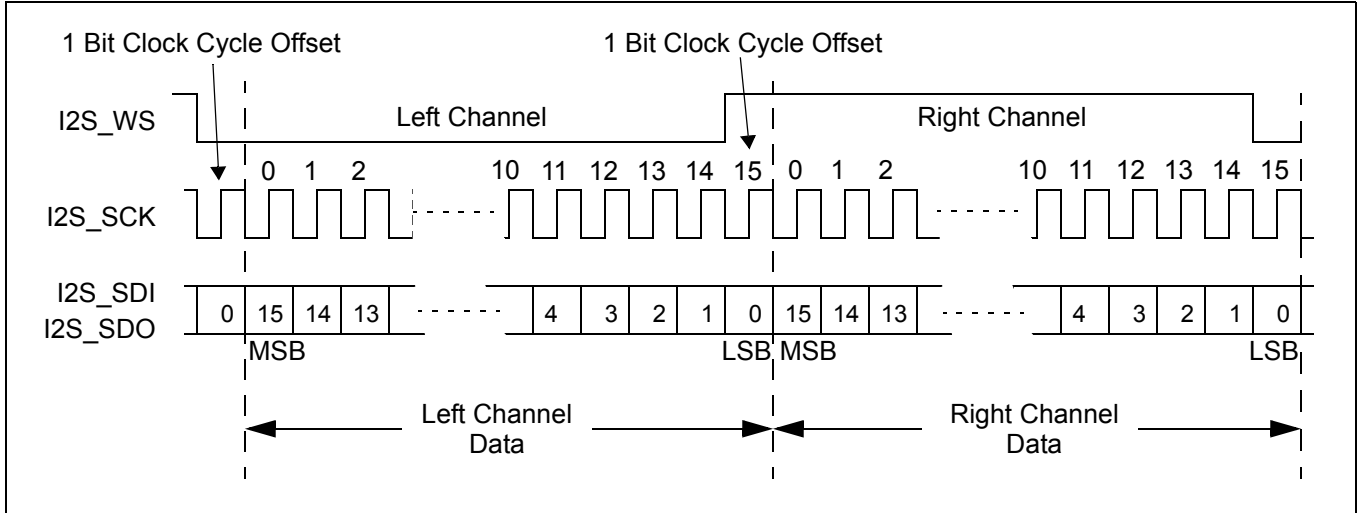 1 Bit Clock Cycle Offset 1 Bit Clock Cycle Offset
I2S_WS Left Channel Right Channel
0 1 2 10 11 12 13 14 15 0 1 2 10 11 12 13 14 15
I2S_SCK
I2S_SDI
0 15 14 13 4 3 2 1 0 15 14 13 4 3 2 1 0
I2S_SDO
MSB LSB MSB LSB
Left Channel Data Right Channel Data